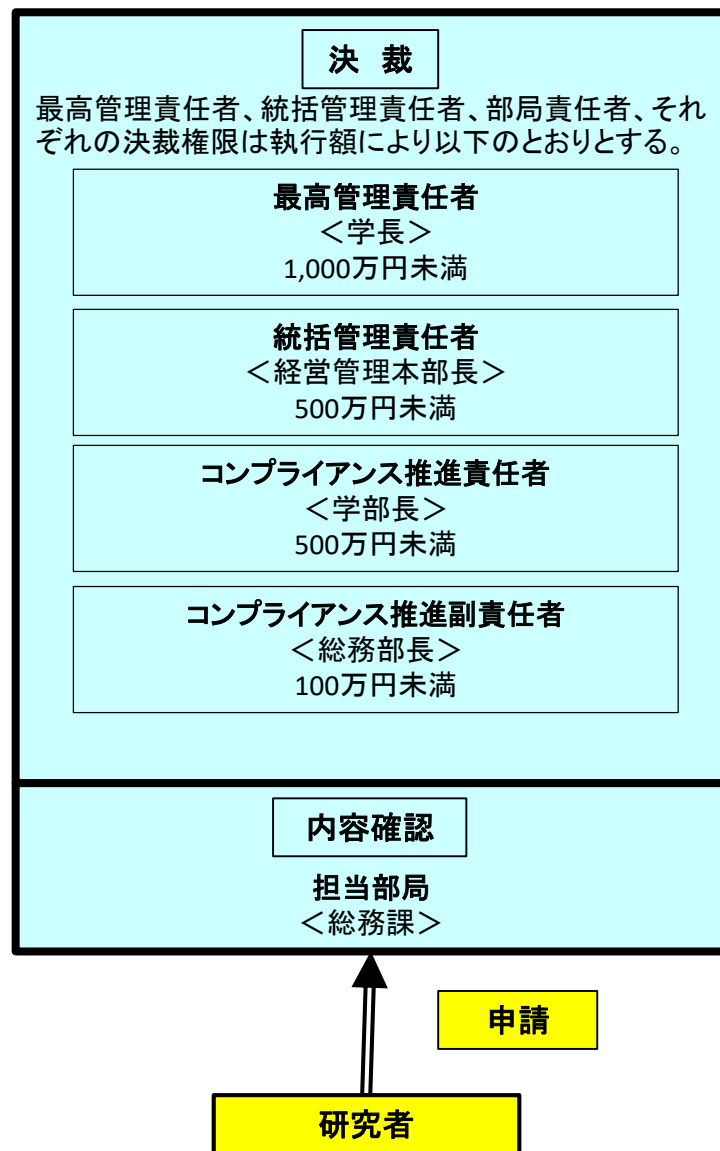 決 裁
最高管理責任者、統括管理責任者、部局責任者、それ
ぞれの決裁権限は執行額により以下のとおりとする。
最高管理責任者
＜学長＞
1,000万円未満
統括管理責任者
＜経営管理本部長＞
500万円未満
コンプライアンス推進責任者
＜学部長＞
500万円未満
コンプライアンス推進副責任者
＜総務部長＞
100万円未満
内容確認
担当部局
＜総務課＞
申請
研究者